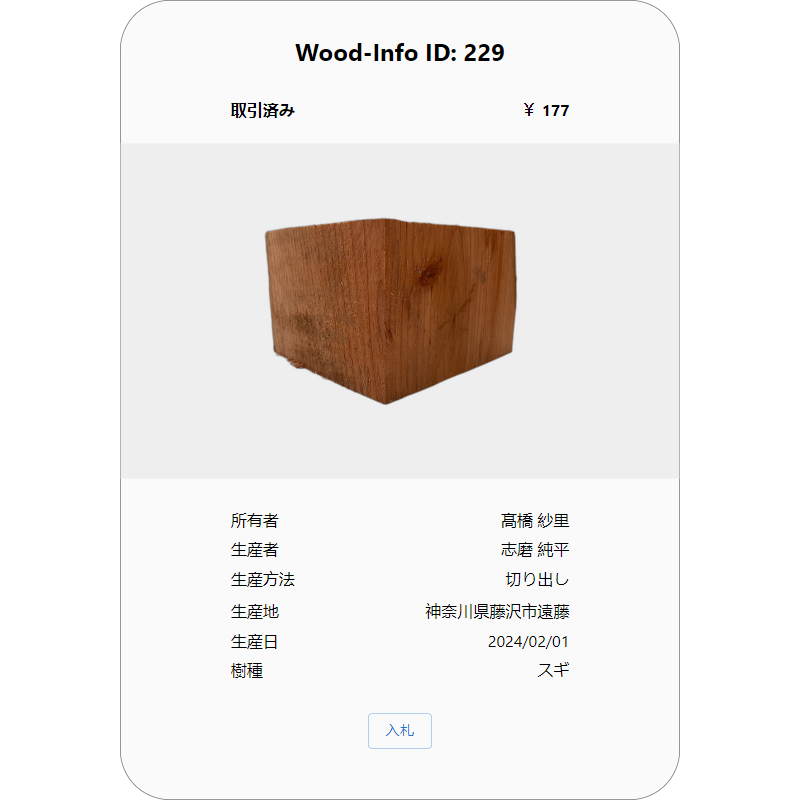 Wood-Info ID: 229
取引済み ￥ 177
所有者 髙橋 紗里
生産者 志磨 純平
生産方法 切り出し
生産地 神奈川県藤沢市遠藤
生産日 2024/02/01
樹種 スギ
入札